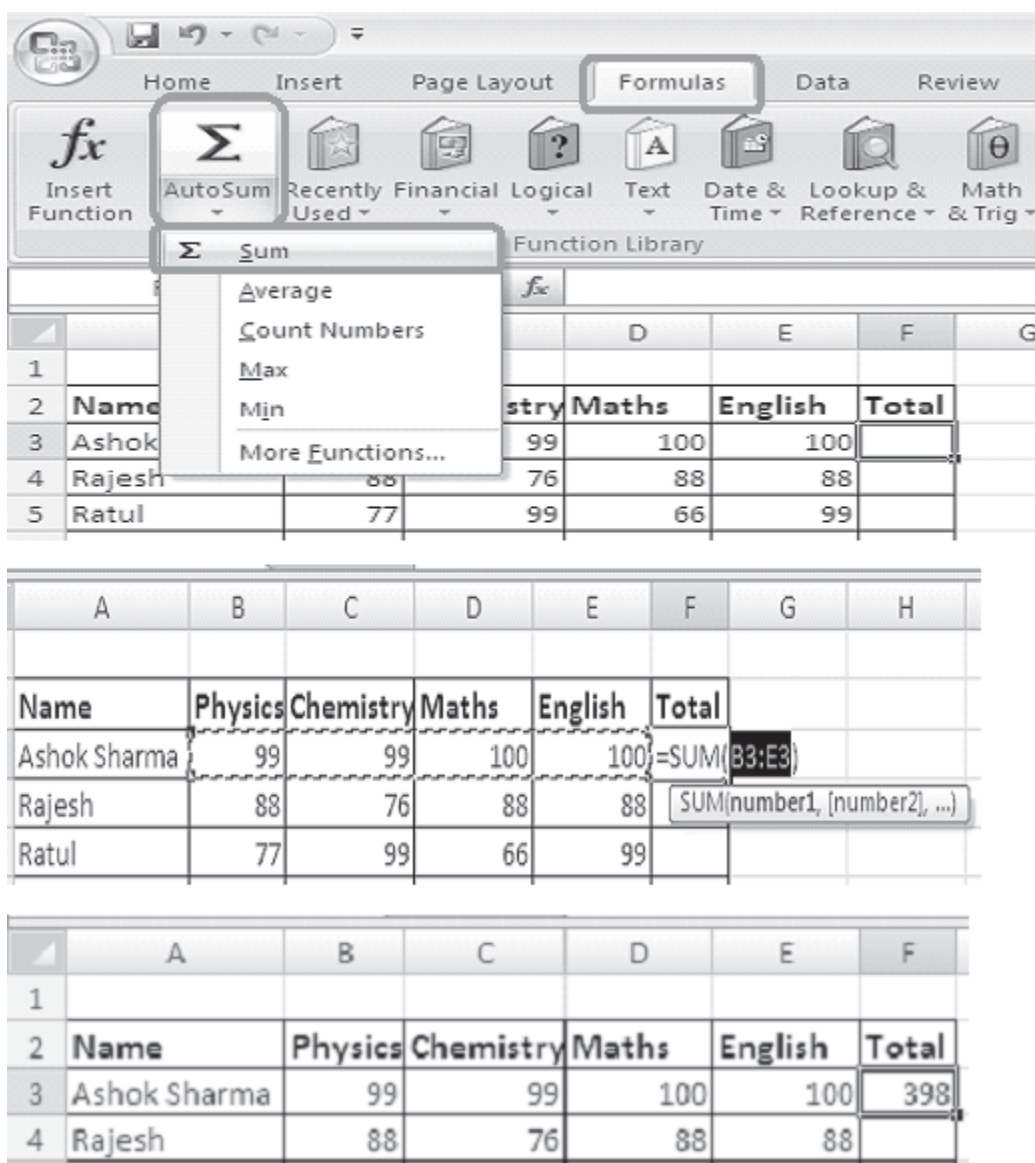 Home Insert Page Layout Formulas Data Review
fx Σ ? A θ
Insert AutoSum Recently Financial Logical Text Date & Lookup & Math
Function Used Time Reference & Trig
Σ Sum Function Library
Average fx
Count Numbers D E F G
1 Max
2 Name Min stry Maths English Total
3 Ashok 99 100 100
More Functions...
4 Rajesh 88 76 88 88
5 Ratul 77 99 66 99
A B C D E F G H
Name Physics Chemistry Maths English Total
Ashok Sharma 99 99 100 100 =SUM(B3:E3)
Rajesh 88 76 88 88 SUM(number1, [number2], ...)
Ratul 77 99 66 99
A B C D E F
1
2 Name Physics Chemistry Maths English Total
3 Ashok Sharma 99 99 100 100 398
4 Rajesh 88 76 88 88